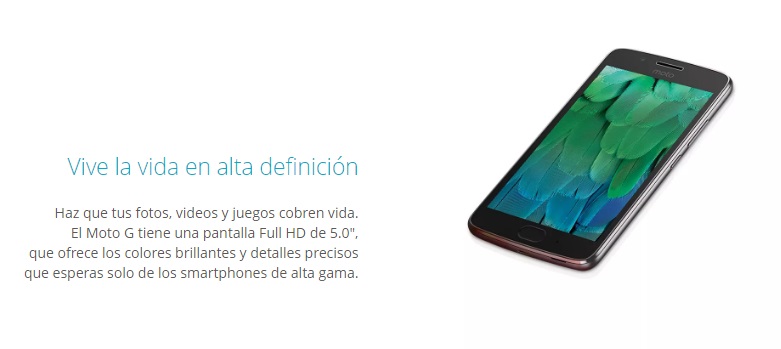 Vive la vida en alta definición
Haz que tus fotos, videos y juegos cobren vida.
El Moto G tiene una pantalla Full HD de 5.0",
que ofrece los colores brillantes y detalles precisos
que esperas solo de los smartphones de alta gama.
moto